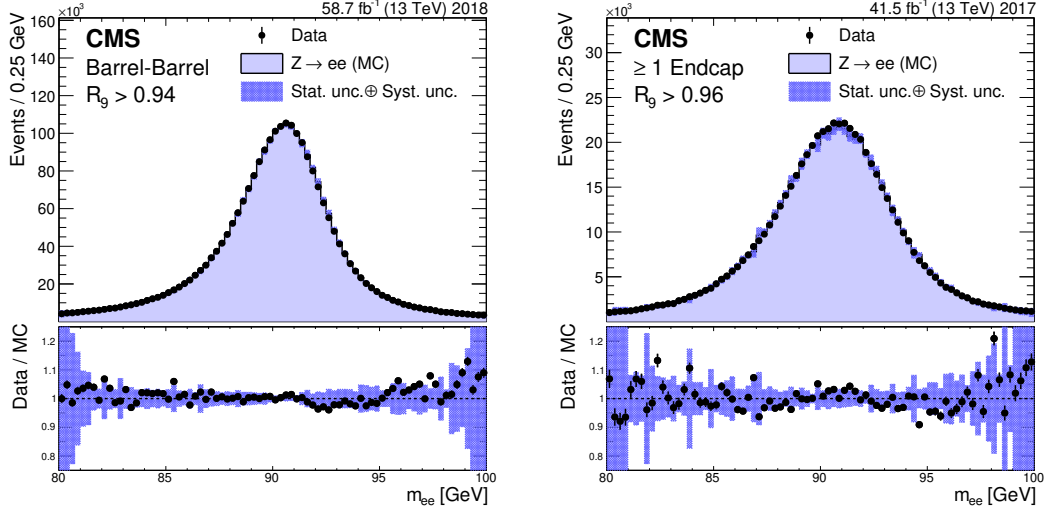 58.7 fb⁻¹ (13 TeV) 2018
×10³
CMS
Barrel-Barrel
R₉ > 0.94
Data
Z → ee (MC)
Stat. unc.⊕ Syst. unc.
Events / 0.25 GeV
160
140
120
100
80
60
40
20
Data / MC
1.2
1.1
1
0.9
0.8
80 85 90 95 100
m_ee [GeV]
41.5 fb⁻¹ (13 TeV) 2017
×10³
CMS
≥ 1 Endcap
R₉ > 0.96
Data
Z → ee (MC)
Stat. unc.⊕ Syst. unc.
Events / 0.25 GeV
30
25
20
15
10
5
Data / MC
1.2
1.1
1
0.9
0.8
80 85 90 95 100
m_ee [GeV]